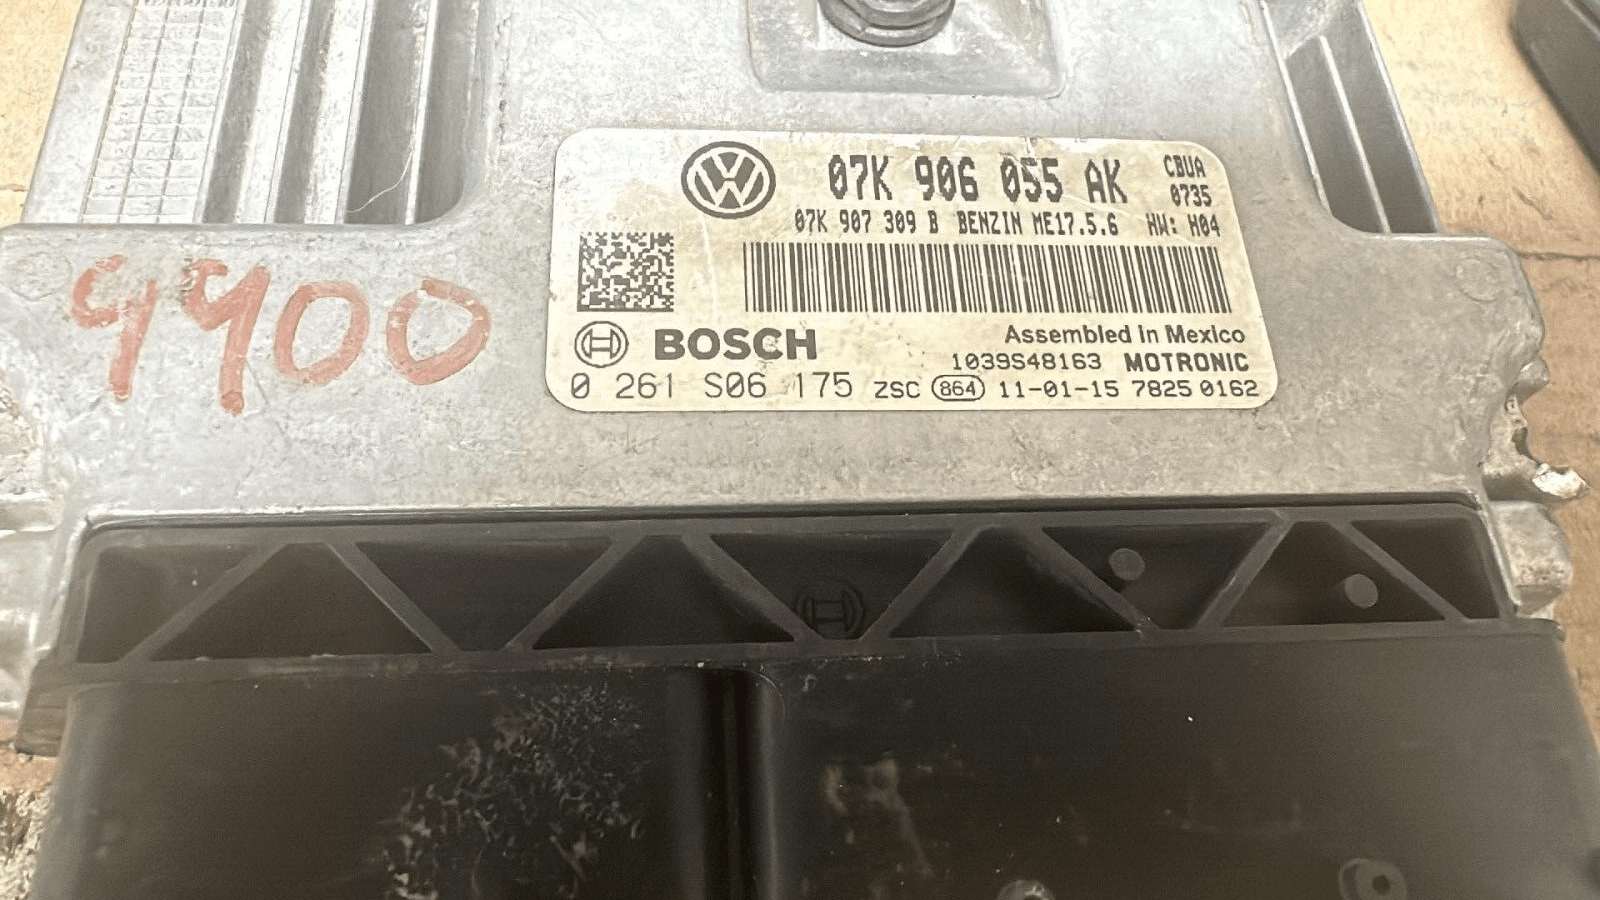 07K 906 055 AK
CBUA
0735
07K 907 309 B BENZIN ME17.5.6 HW: H04
BOSCH
Assembled in Mexico
1039S48163 MOTRONIC
0 261 S06 175 ZSC 864 11-01-15 7825 0162
9900